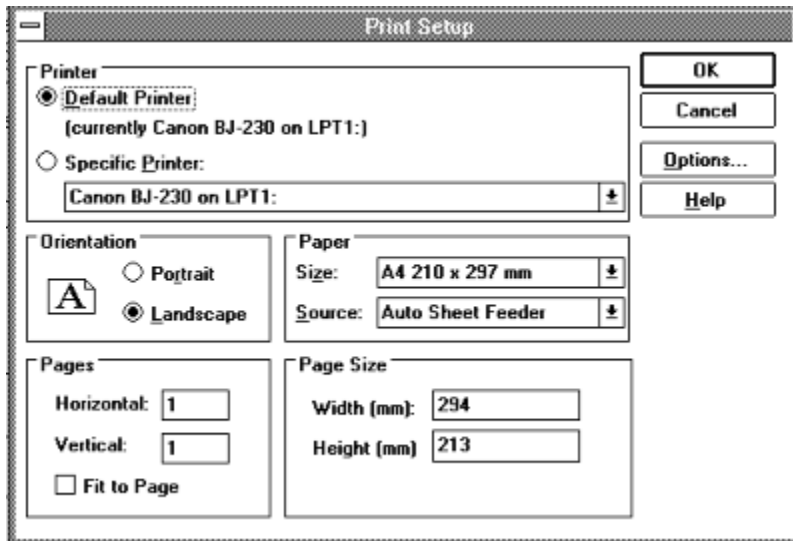 Print Setup
Printer
Default Printer
(currently Canon BJ-230 on LPT1:)
Specific Printer:
Canon BJ-230 on LPT1:
OK
Cancel
Options...
Help
Orientation
A
Portrait
Landscape
Paper
Size: A4 210 x 297 mm
Source: Auto Sheet Feeder
Pages
Horizontal: 1
Vertical: 1
Fit to Page
Page Size
Width (mm): 294
Height (mm) 213